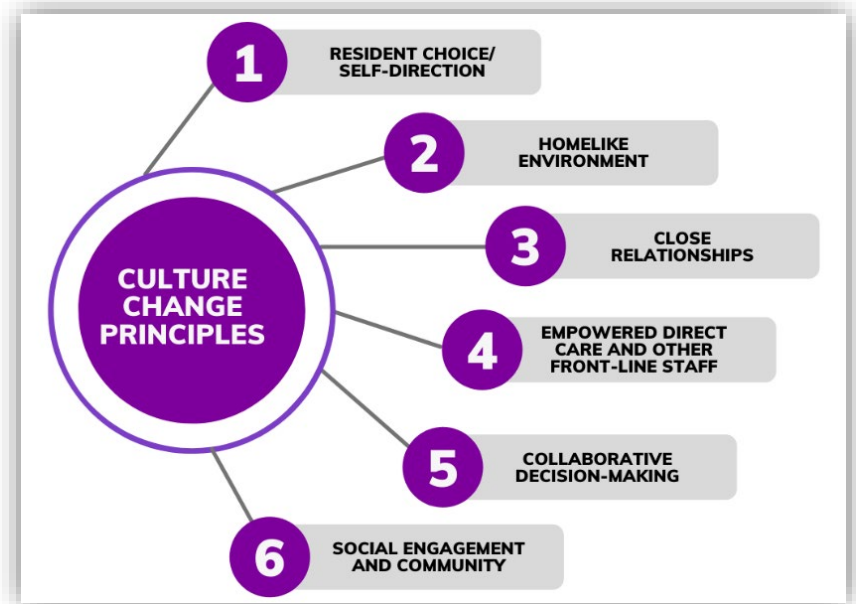 1
RESIDENT CHOICE/
SELF-DIRECTION
2
HOMELIKE
ENVIRONMENT
3
CLOSE
RELATIONSHIPS
CULTURE
CHANGE
PRINCIPLES
4
EMPOWERED DIRECT
CARE AND OTHER
FRONT-LINE STAFF
5
COLLABORATIVE
DECISION-MAKING
6
SOCIAL ENGAGEMENT
AND COMMUNITY